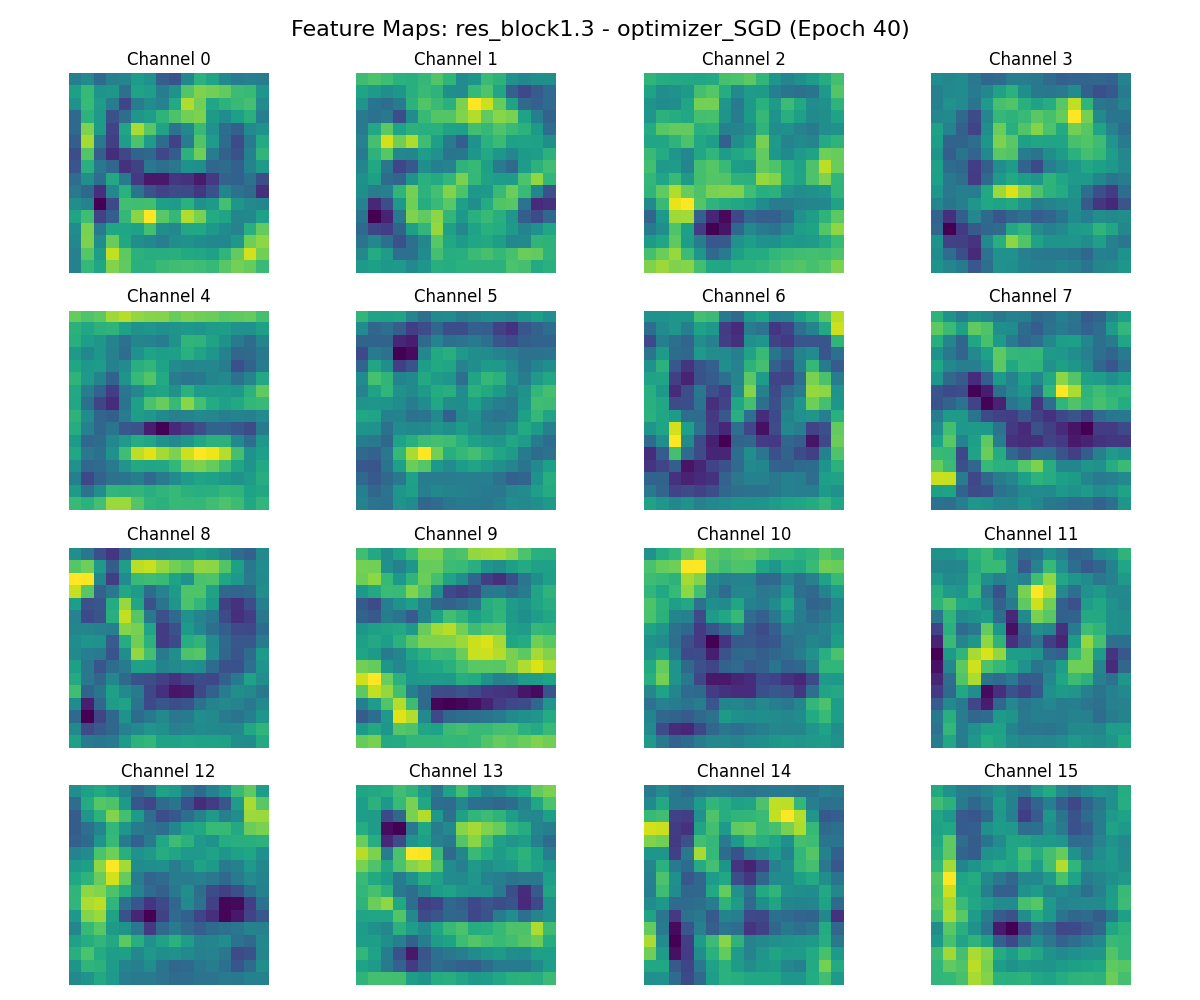 Feature Maps: res_block1.3 - optimizer_SGD (Epoch 40)
Channel 0
Channel 1
Channel 2
Channel 3
Channel 4
Channel 5
Channel 6
Channel 7
Channel 8
Channel 9
Channel 10
Channel 11
Channel 12
Channel 13
Channel 14
Channel 15